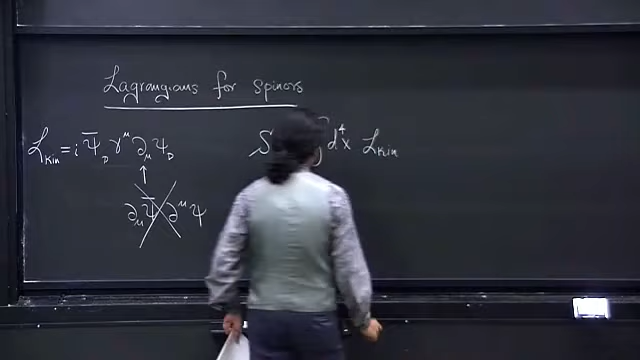 Lagrangians for spinors
ℒ_Kin = i Ψ̄_D γ^μ ∂_μ Ψ_D
S d⁴x ℒ_Kin
∂_μ Ψ̄ ∂^μ Ψ